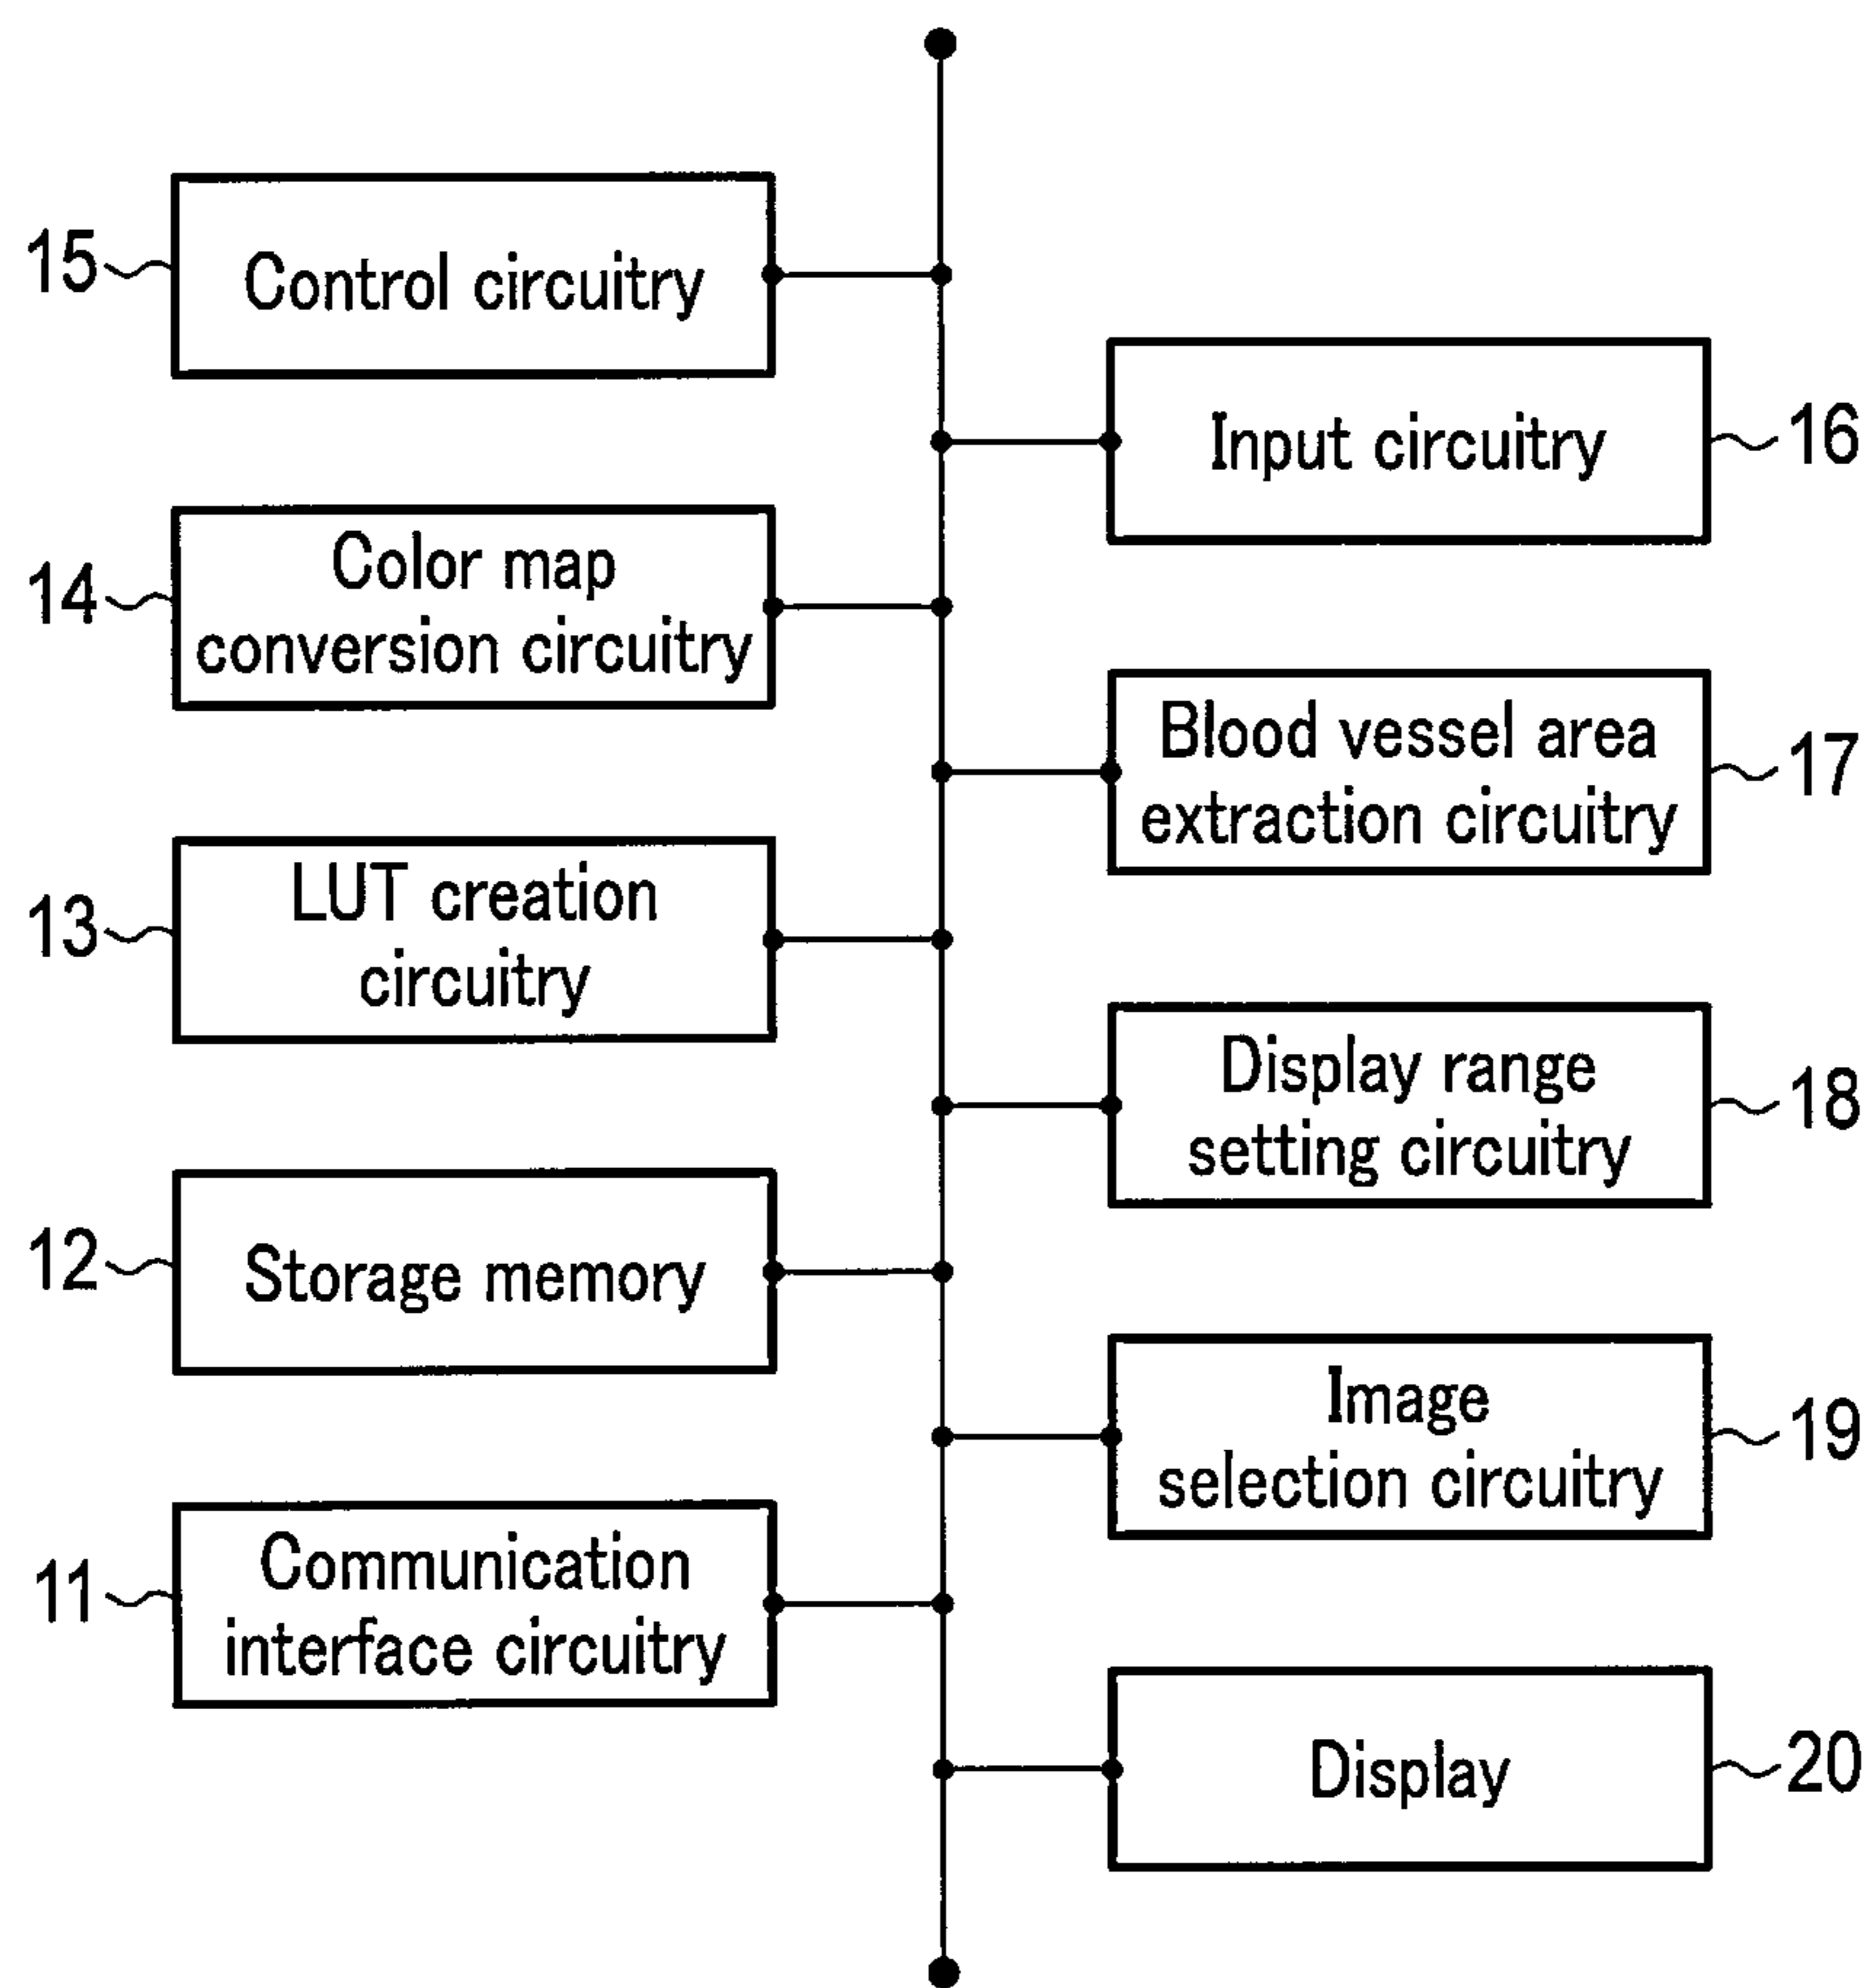 15
Control circuitry
Input circuitry
16
14
Color map
conversion circuitry
Blood vessel area
extraction circuitry
17
13
LUT creation
circuitry
Display range
setting circuitry
18
12
Storage memory
Image
selection circuitry
19
11
Communication
interface circuitry
Display
20